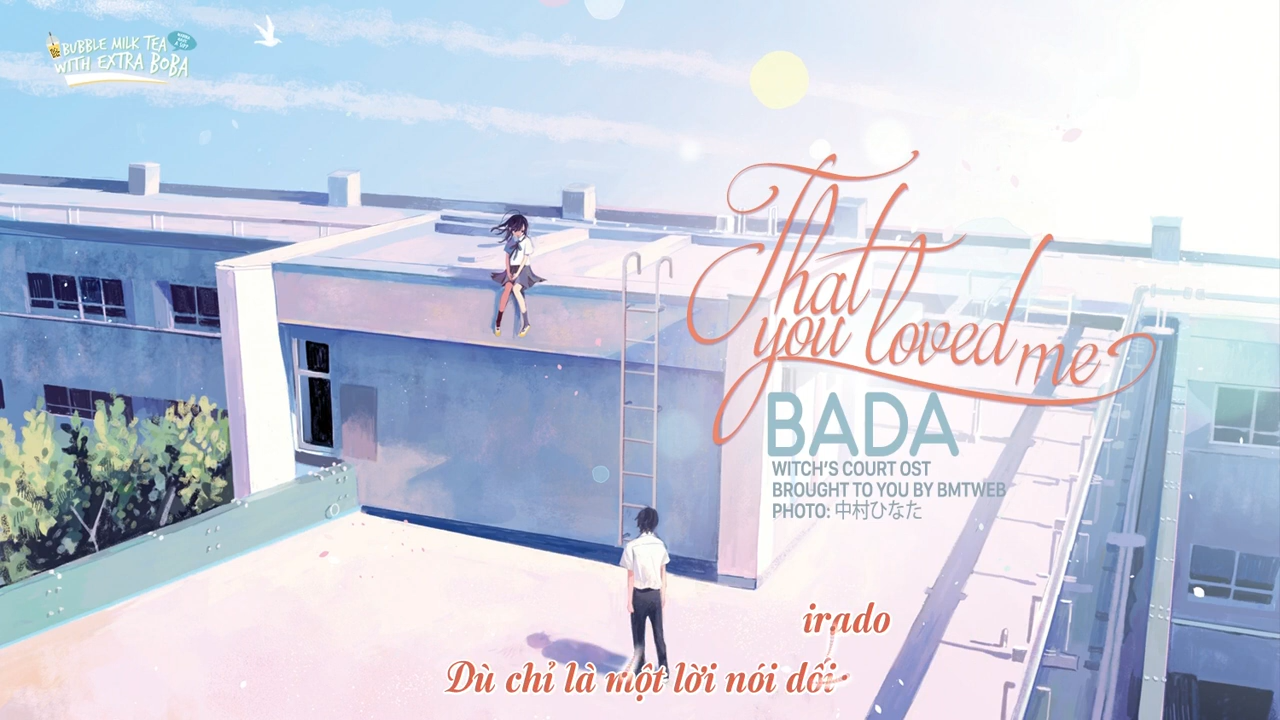 BUBBLE MILK TEA
WITH EXTRA BOBA
That
you loved me
BADA
WITCH'S COURT OST
BROUGHT TO YOU BY BMTWEB
PHOTO: 中村ひなた
irado
Dù chỉ là một lời nói dối